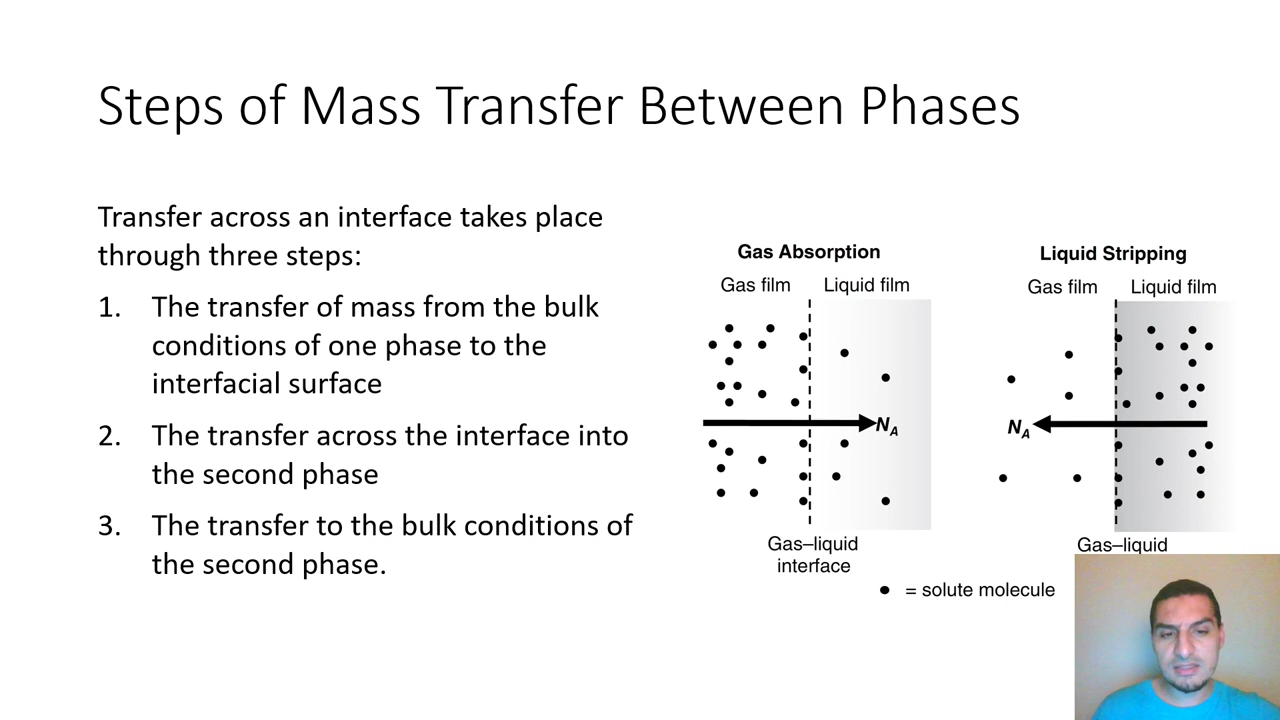 Steps of Mass Transfer Between Phases
Transfer across an interface takes place
through three steps:
1. The transfer of mass from the bulk
conditions of one phase to the
interfacial surface
2. The transfer across the interface into
the second phase
3. The transfer to the bulk conditions of
the second phase.
Gas Absorption
Gas film Liquid film
N_A
Gas–liquid
interface
Liquid Stripping
Gas film Liquid film
N_A
Gas–liquid
= solute molecule